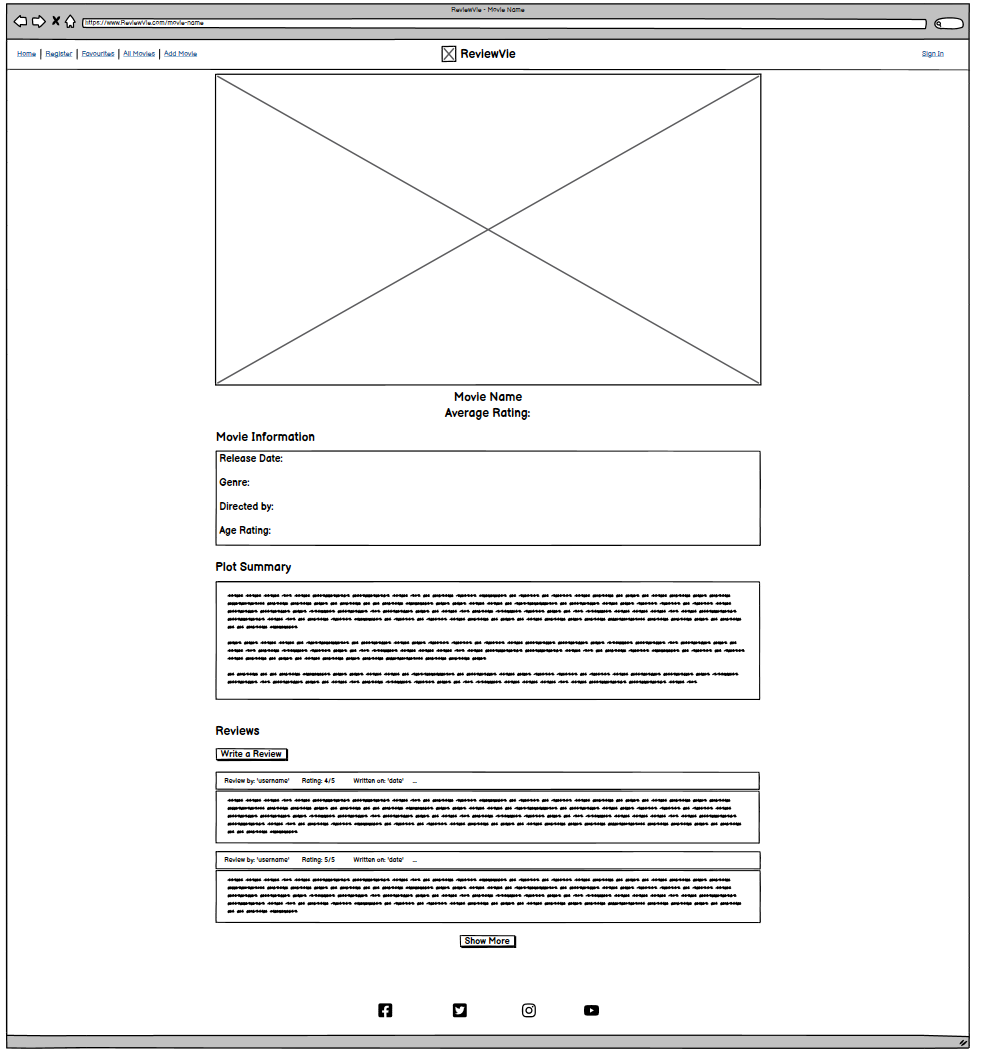 ReviewVie - Movie Name
https://www.ReviewVie.com/movie-name
Home | Register | Favourites | All Movies | Add Movie
ReviewVie
Sign In
Movie Name
Average Rating:
Movie Information
Release Date:
Genre:
Directed by:
Age Rating:
Plot Summary
Reviews
Write a Review
Review by: 'username' Rating: 4/5 Written on: 'date' ...
Review by: 'username' Rating: 5/5 Written on: 'date' ...
Show More